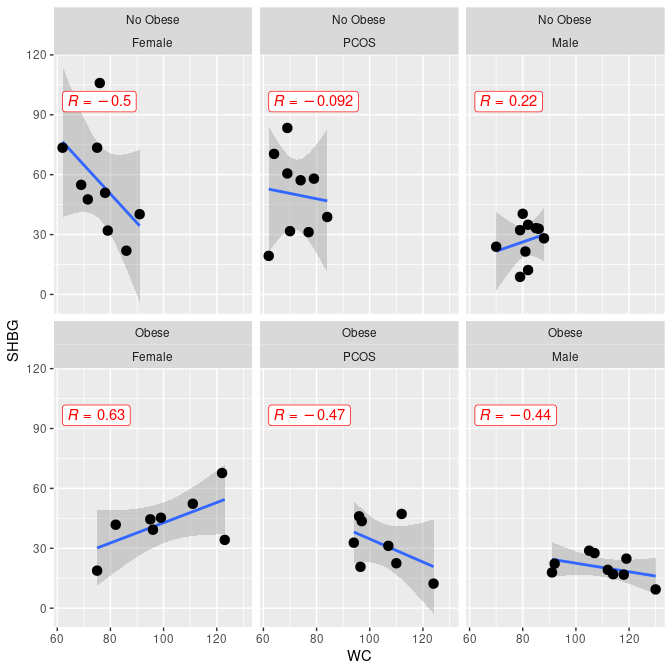 No Obese
No Obese
No Obese
Female
PCOS
Male
120
90
60
30
0
R = −0.5
R = −0.092
R = 0.22
SHBG
Obese
Obese
Obese
Female
PCOS
Male
120
90
60
30
0
R = 0.63
R = −0.47
R = −0.44
60 80 100 120
60 80 100 120
60 80 100 120
WC